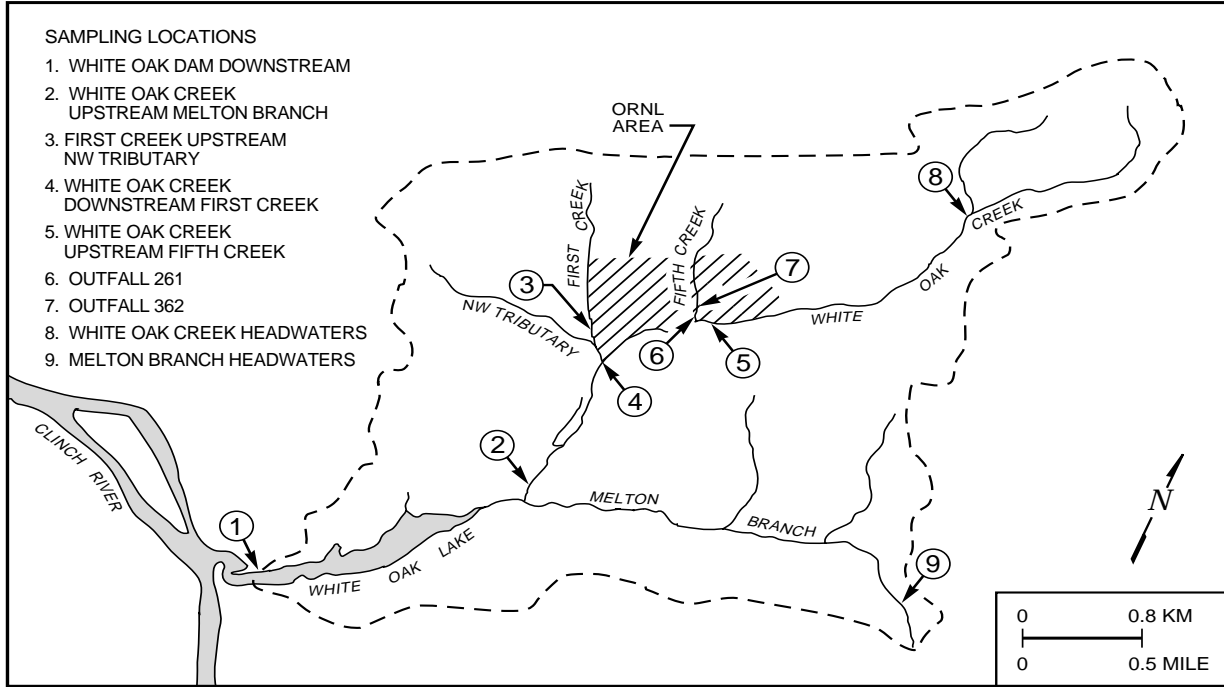 SAMPLING LOCATIONS
1. WHITE OAK DAM DOWNSTREAM
2. WHITE OAK CREEK
UPSTREAM MELTON BRANCH
3. FIRST CREEK UPSTREAM
NW TRIBUTARY
4. WHITE OAK CREEK
DOWNSTREAM FIRST CREEK
5. WHITE OAK CREEK
UPSTREAM FIFTH CREEK
6. OUTFALL 261
7. OUTFALL 362
8. WHITE OAK CREEK HEADWATERS
9. MELTON BRANCH HEADWATERS
ORNL
AREA
8
CREEK
FIRST CREEK
FIFTH CREEK
7
3
OAK
NW TRIBUTARY
WHITE
6
5
4
CLINCH RIVER
2
MELTON
N
1
BRANCH
WHITE OAK LAKE
9
0 0.8 KM
0 0.5 MILE